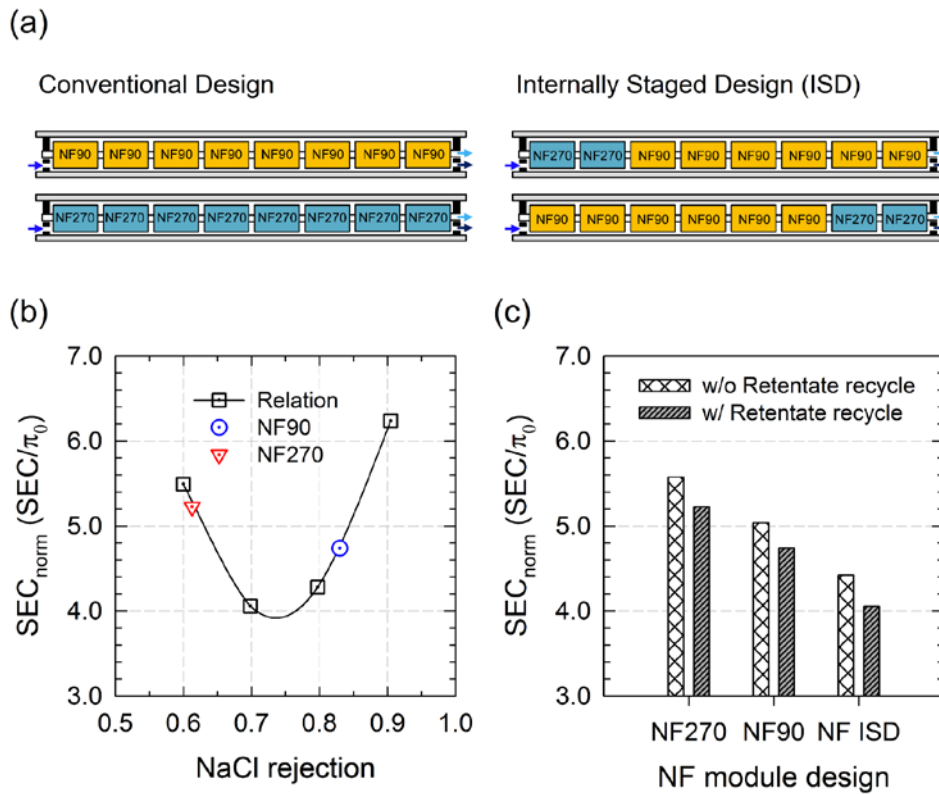 (a)
Conventional Design
Internally Staged Design (ISD)
NF90 NF90 NF90 NF90 NF90 NF90 NF90 NF90
NF270 NF270 NF90 NF90 NF90 NF90 NF90 NF90
NF270 NF270 NF270 NF270 NF270 NF270 NF270 NF270
NF90 NF90 NF90 NF90 NF90 NF90 NF270 NF270
(b)
7.0
6.0
5.0
4.0
3.0
SEC_norm (SEC/π₀)
Relation
NF90
NF270
0.5 0.6 0.7 0.8 0.9 1.0
NaCl rejection
(c)
7.0
6.0
5.0
4.0
3.0
SEC_norm (SEC/π₀)
w/o Retentate recycle
w/ Retentate recycle
NF270 NF90 NF ISD
NF module design